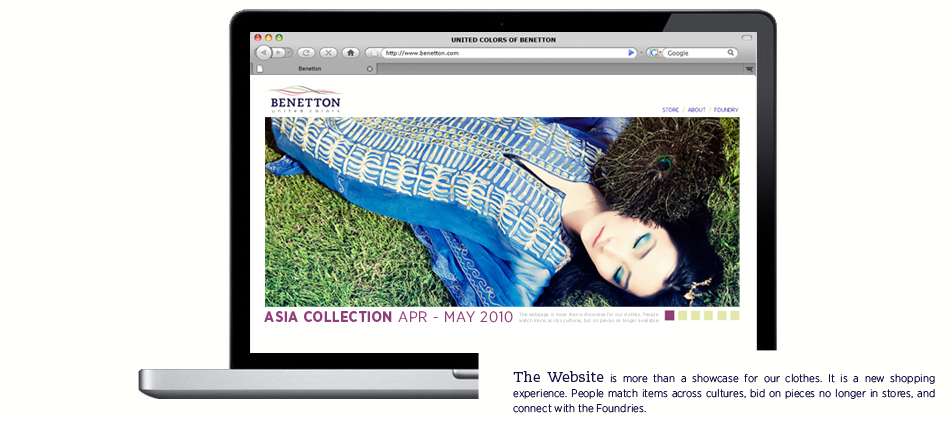 UNITED COLORS OF BENETTON
http://www.benetton.com
Google
Benetton
BENETTON
united colors
STORE / ABOUT / FOUNDRY
ASIA COLLECTION APR - MAY 2010
This webpage is more than a showcase for our clothes. People
match items across cultures, bid on pieces no longer available.
The Website is more than a showcase for our clothes. It is a new shopping
experience. People match items across cultures, bid on pieces no longer in stores, and
connect with the Foundries.